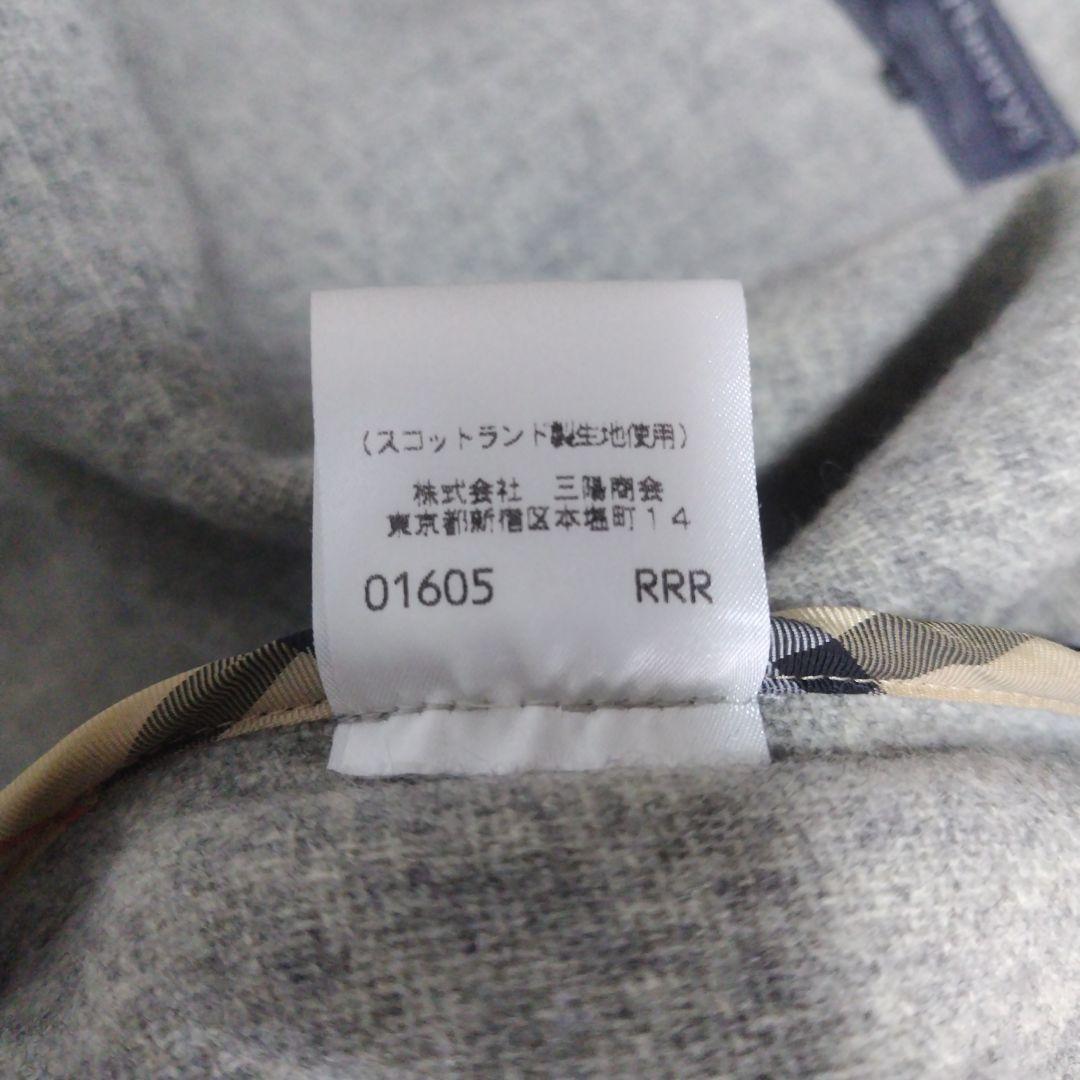 (スコットランド製生地使用)
株式会社 三陽商会
東京都新宿区本塩町14
01605 RRR